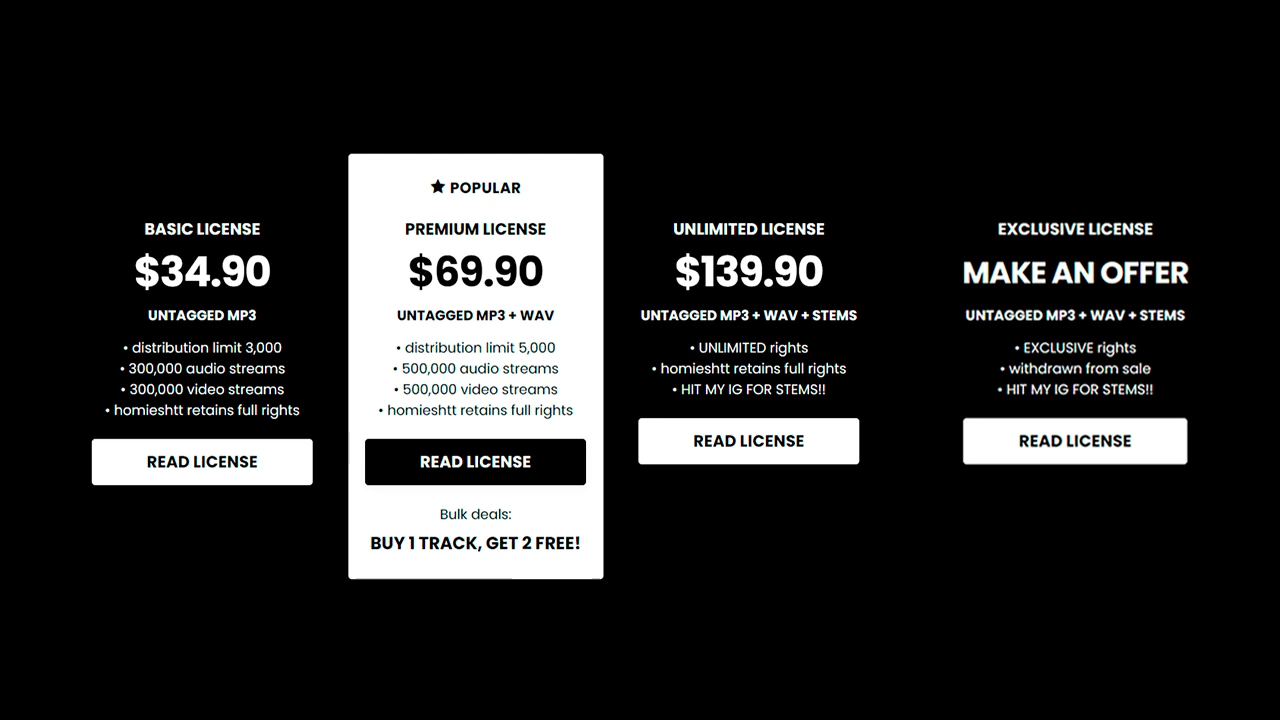 BASIC LICENSE
$34.90
UNTAGGED MP3
• distribution limit 3,000
• 300,000 audio streams
• 300,000 video streams
• homieshtt retains full rights
READ LICENSE
★ POPULAR
PREMIUM LICENSE
$69.90
UNTAGGED MP3 + WAV
• distribution limit 5,000
• 500,000 audio streams
• 500,000 video streams
• homieshtt retains full rights
READ LICENSE
Bulk deals:
BUY 1 TRACK, GET 2 FREE!
UNLIMITED LICENSE
$139.90
UNTAGGED MP3 + WAV + STEMS
• UNLIMITED rights
• homieshtt retains full rights
• HIT MY IG FOR STEMS!!
READ LICENSE
EXCLUSIVE LICENSE
MAKE AN OFFER
UNTAGGED MP3 + WAV + STEMS
• EXCLUSIVE rights
• withdrawn from sale
• HIT MY IG FOR STEMS!!
READ LICENSE